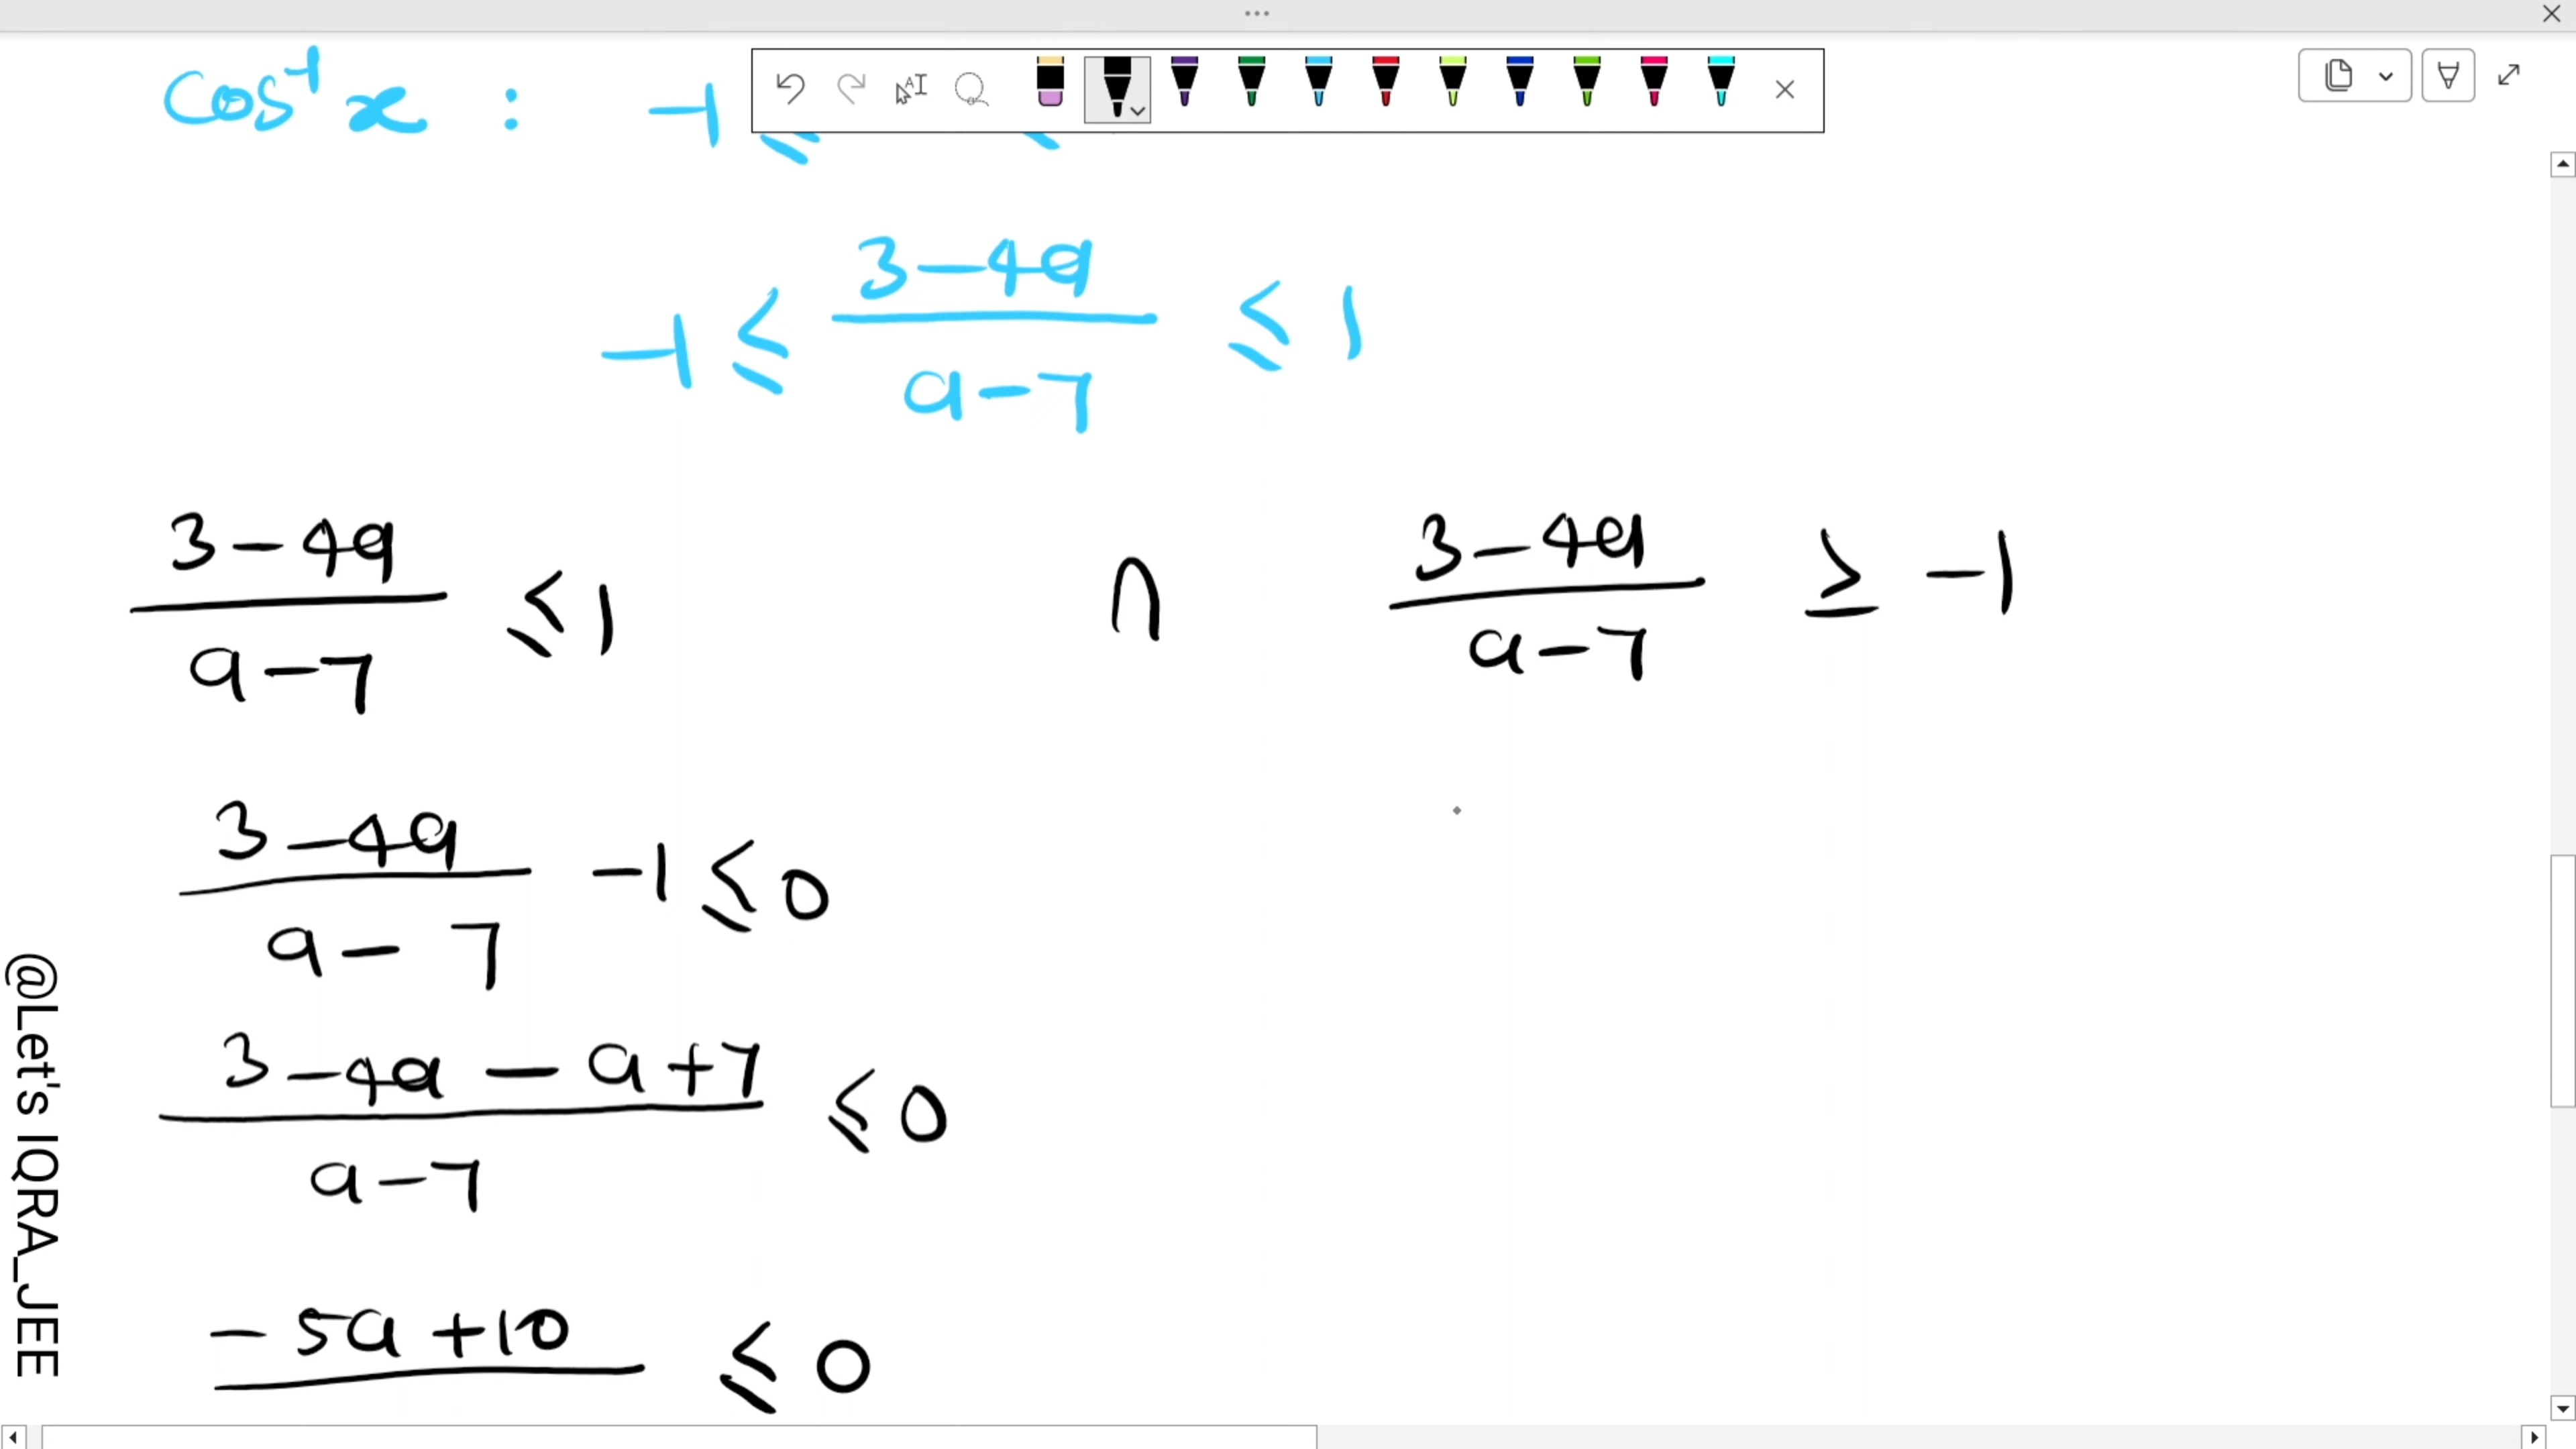 cos⁻¹ x : -1 ≤
-1 ≤ (3-4a)/(a-7) ≤ 1
(3-4a)/(a-7) ≤ 1 ∩ (3-4a)/(a-7) ≥ -1
(3-4a)/(a-7) -1 ≤ 0
(3-4a-a+7)/(a-7) ≤ 0
-5a+10 ≤ 0
@Let's IQRA_JEE